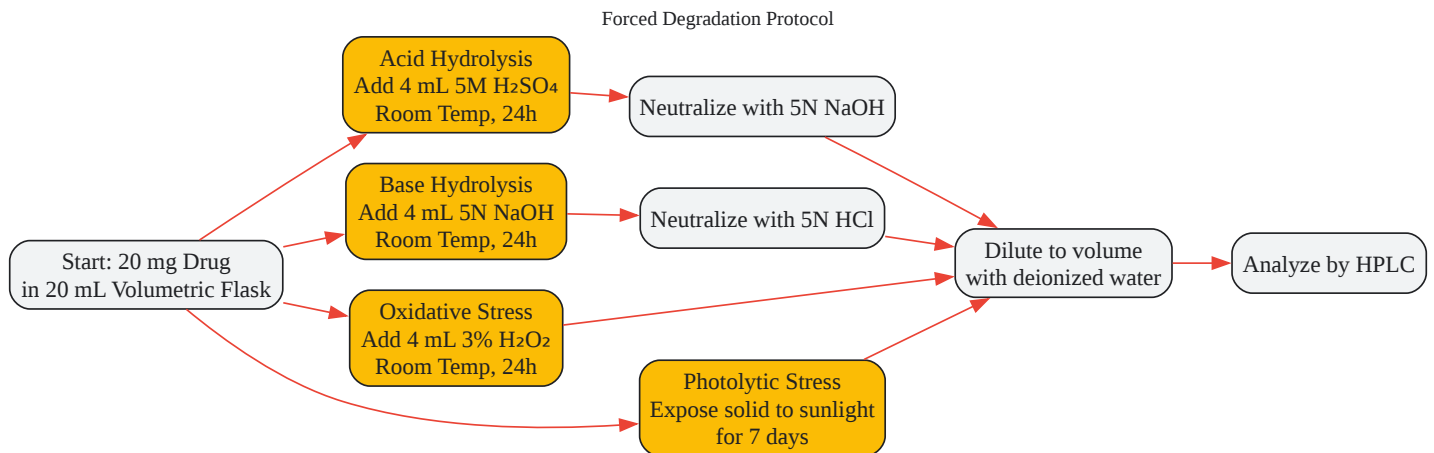 Forced Degradation Protocol
Acid Hydrolysis
Add 4 mL 5M H₂SO₄
Room Temp, 24h
Neutralize with 5N NaOH
Base Hydrolysis
Add 4 mL 5N NaOH
Room Temp, 24h
Neutralize with 5N HCl
Start: 20 mg Drug
in 20 mL Volumetric Flask
Dilute to volume
with deionized water
Analyze by HPLC
Oxidative Stress
Add 4 mL 3% H₂O₂
Room Temp, 24h
Photolytic Stress
Expose solid to sunlight
for 7 days